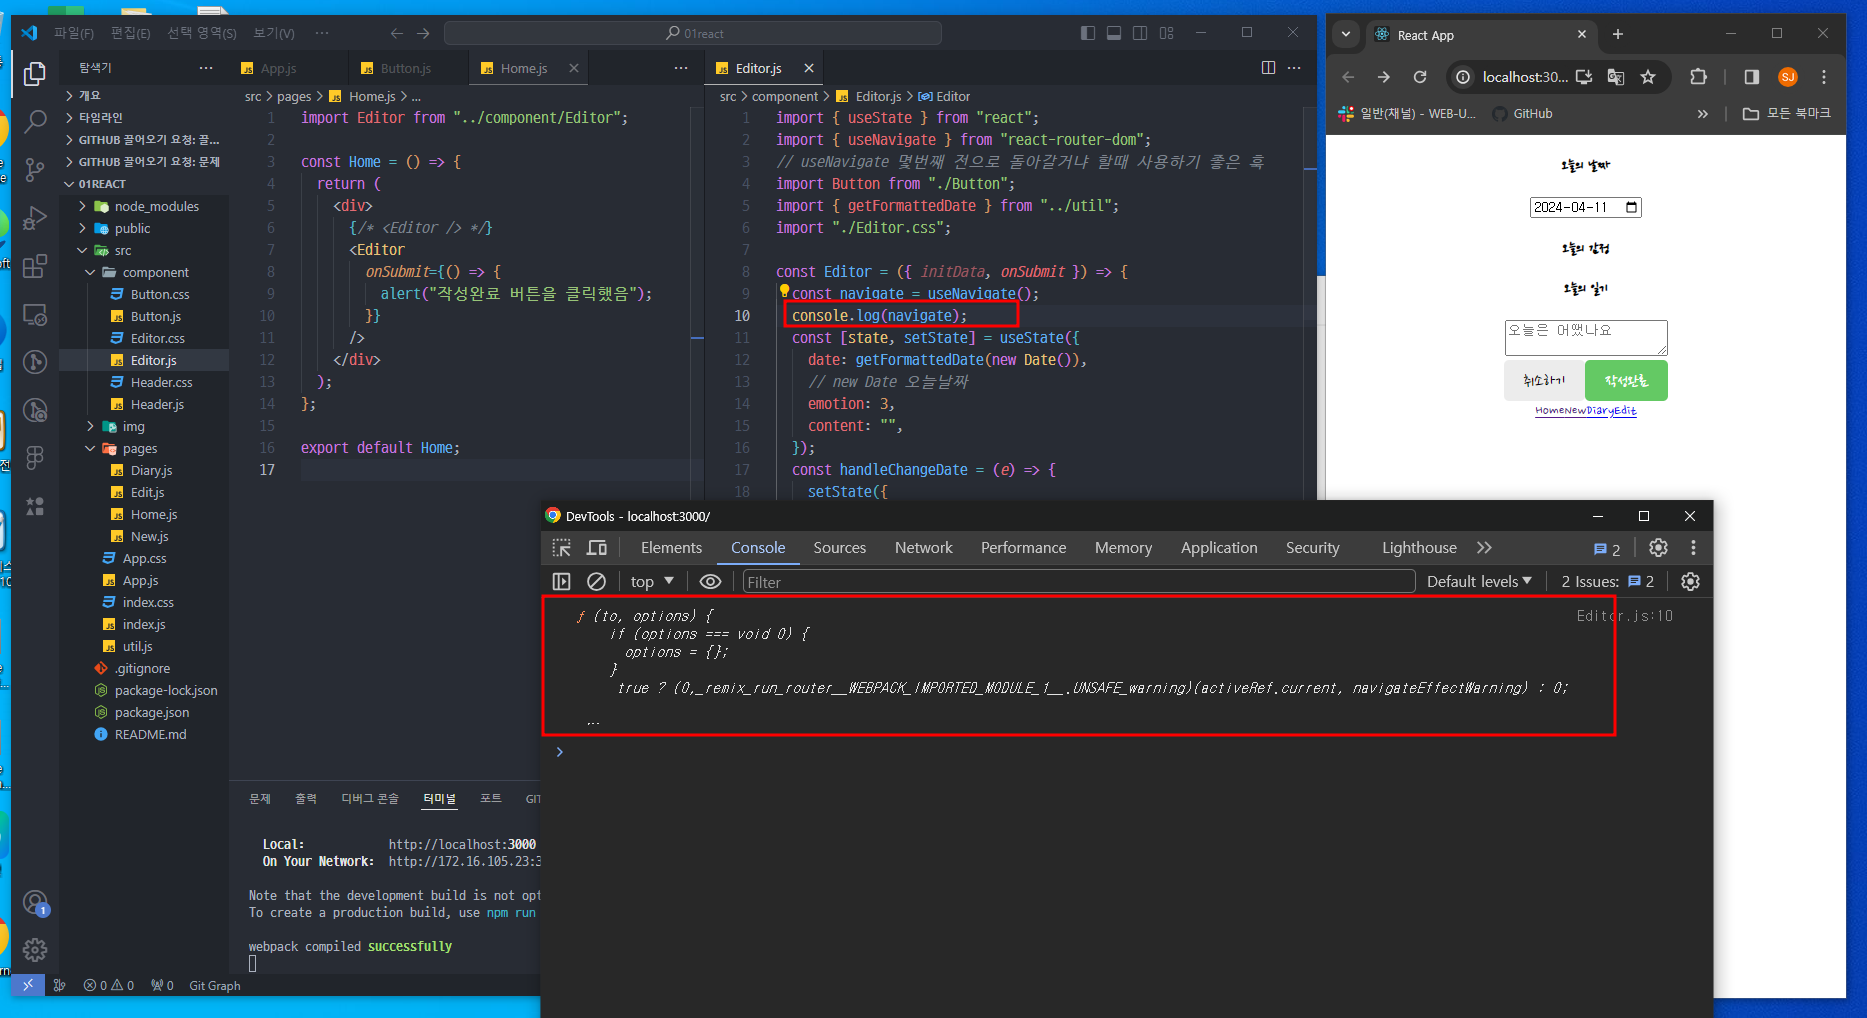 파일(F) 편집(E) 선택 영역(S) 보기(V) ··· 01react
탐색기 ···
개요
타임라인
GITHUB 끌어오기 요청: 끌...
GITHUB 끌어오기 요청: 문제
01REACT
node_modules
public
src
component
Button.css
Button.js
Editor.css
Editor.js
Header.css
Header.js
img
pages
Diary.js
Edit.js
Home.js
New.js
App.css
App.js
index.css
index.js
util.js
.gitignore
package-lock.json
package.json
README.md
App.js Button.js Home.js ···
src > pages > Home.js > ...
1 import Editor from "../component/Editor";
2
3 const Home = () => {
4 return (
5 <div>
6 {/* <Editor /> */}
7 <Editor
8 onSubmit={() => {
9 alert("작성완료 버튼을 클릭했음");
10 }}
11 />
12 </div>
13 );
14 };
15
16 export default Home;
17
Editor.js ···
src > component > Editor.js > Editor
1 import { useState } from "react";
2 import { useNavigate } from "react-router-dom";
3 // useNavigate 몇번째 전으로 돌아갈거냐 할때 사용하기 좋은 훅
4 import Button from "./Button";
5 import { getFormattedDate } from "../util";
6 import "./Editor.css";
7
8 const Editor = ({ initData, onSubmit }) => {
9 const navigate = useNavigate();
10 console.log(navigate);
11 const [state, setState] = useState({
12 date: getFormattedDate(new Date()),
13 // new Date 오늘날짜
14 emotion: 3,
15 content: "",
16 });
17 const handleChangeDate = (e) => {
18 setState({
문제 출력 디버그 콘솔 터미널 포트 GIT
Local: http://localhost:3000
On Your Network: http://172.16.105.23:3
Note that the development build is not opt
To create a production build, use npm run
webpack compiled successfully
1
0 0 0 Git Graph
React App
localhost:30... SJ
일반(채널) - WEB-U... GitHub » 모든 북마크
오늘의 날짜
2024-04-11
오늘의 감정
오늘의 일기
오늘은 어땠나요
취소하기 작성완료
HomeNewDiaryEdit
DevTools - localhost:3000/
Elements Console Sources Network Performance Memory Application Security Lighthouse 2
top Filter Default levels 2 Issues: 2
ƒ (to, options) { Editor.js:10
if (options === void 0) {
options = {};
}
true ? (0,_remix_run_router__WEBPACK_IMPORTED_MODULE_1__.UNSAFE_warning)(activeRef.current, navigateEffectWarning) : 0;
…